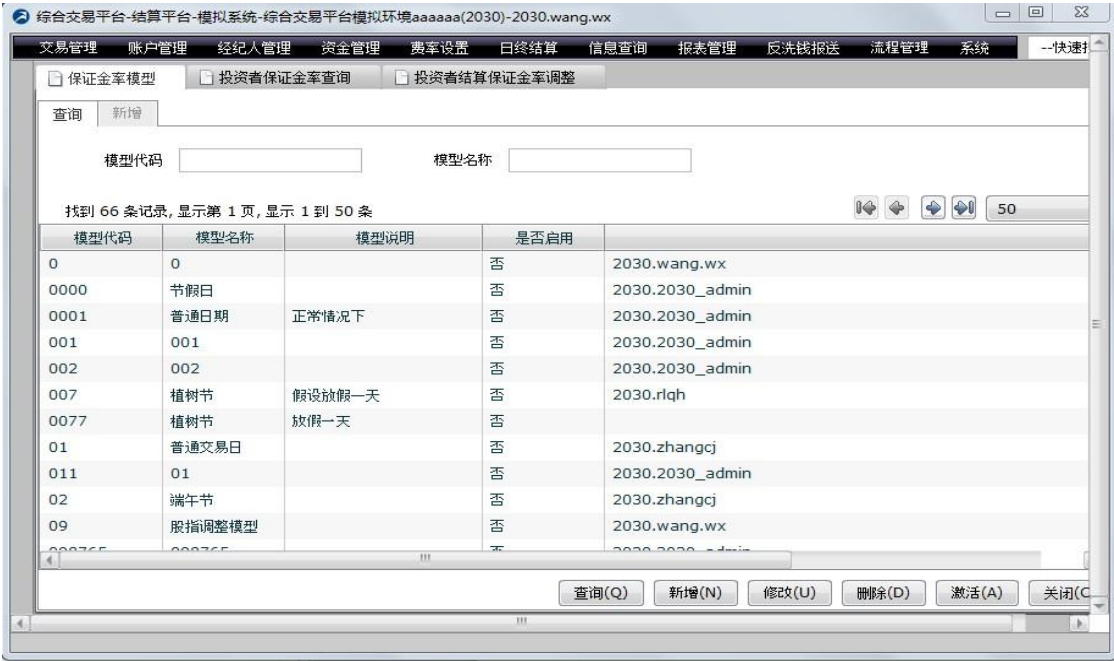 综合交易平台-结算平台-模拟系统-综合交易平台模拟环境aaaaaa(2030)-2030.wang.wx
交易管理 账户管理 经纪人管理 资金管理 费率设置 日终结算 信息查询 报表管理 反洗钱报送 流程管理 系统 --快速
保证金率模型 投资者保证金率查询 投资者结算保证金率调整
查询 新增
模型代码 模型名称
找到 66 条记录, 显示第 1 页, 显示 1 到 50 条 50
模型代码 模型名称 模型说明 是否启用
0 0 否 2030.wang.wx
0000 节假日 否 2030.2030_admin
0001 普通日期 正常情况下 否 2030.2030_admin
001 001 否 2030.2030_admin
002 002 否 2030.2030_admin
007 植树节 假设放假一天 否 2030.rlqh
0077 植树节 放假一天 否
01 普通交易日 否 2030.zhangcj
011 01 否 2030.2030_admin
02 端午节 否 2030.zhangcj
09 股指调整模型 否 2030.wang.wx
查询(Q) 新增(N) 修改(U) 删除(D) 激活(A) 关闭(C